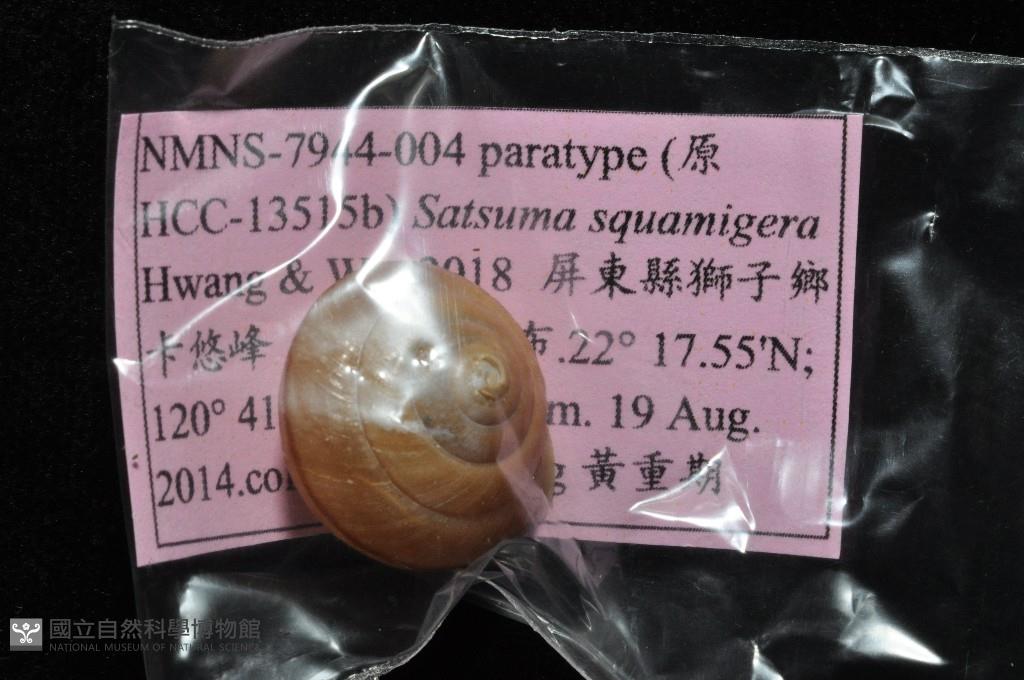 NMNS-7944-004 paratype (原
HCC-13515b) Satsuma squamigera
Hwang & 2018 屏東縣獅子鄉
卡悠峰 布.22° 17.55'N;
120° 41 m. 19 Aug.
2014.co g 黃重期
國立自然科學博物館
NATIONAL MUSEUM OF NATURAL SCIENCE